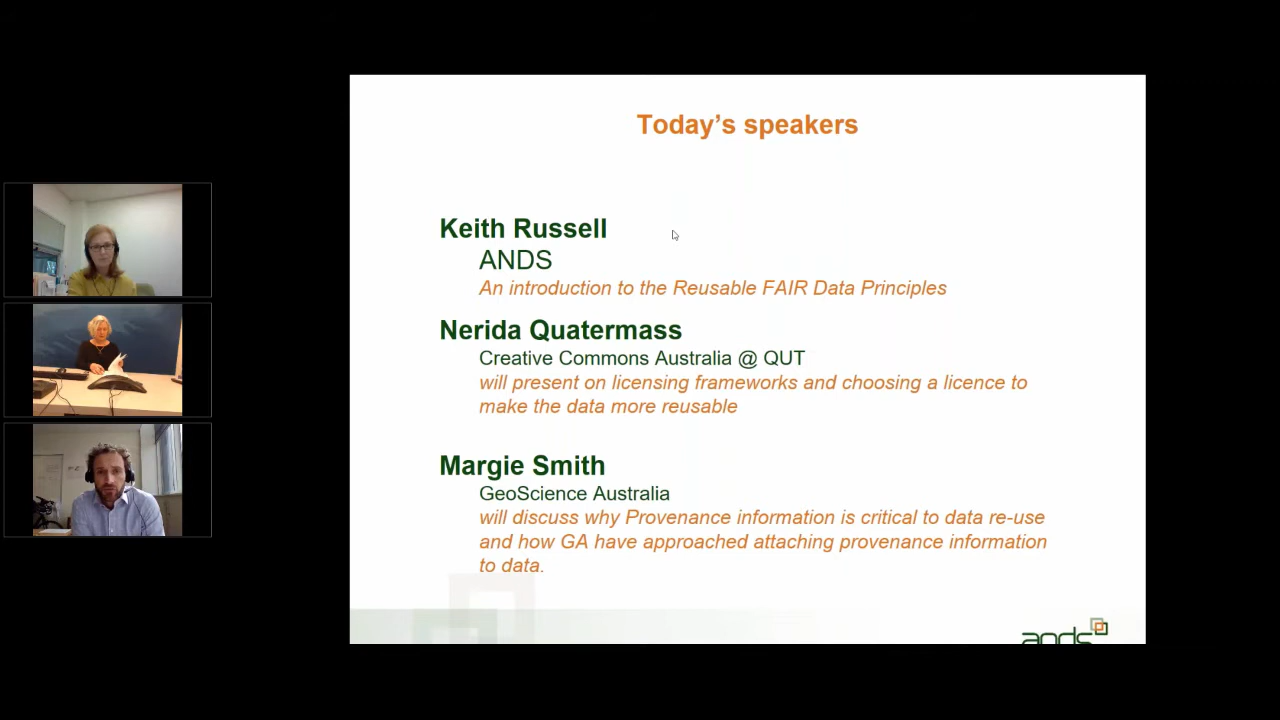 Today's speakers
Keith Russell
ANDS
An introduction to the Reusable FAIR Data Principles
Nerida Quatermass
Creative Commons Australia @ QUT
will present on licensing frameworks and choosing a licence to
make the data more reusable
Margie Smith
GeoScience Australia
will discuss why Provenance information is critical to data re-use
and how GA have approached attaching provenance information
to data.
ands